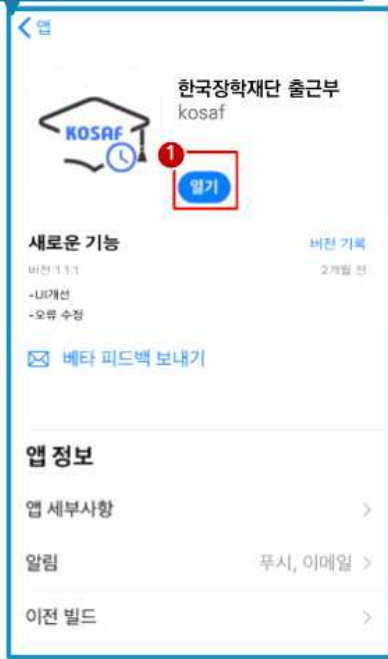 앱
한국장학재단 출근부
kosaf
KOSAF
1
열기
새로운 기능
버전 기록
버전 1.1.1
2개월 전
-UI개선
-오류 수정
베타 피드백 보내기
앱 정보
앱 세부사항
알림
푸시, 이메일
이전 빌드